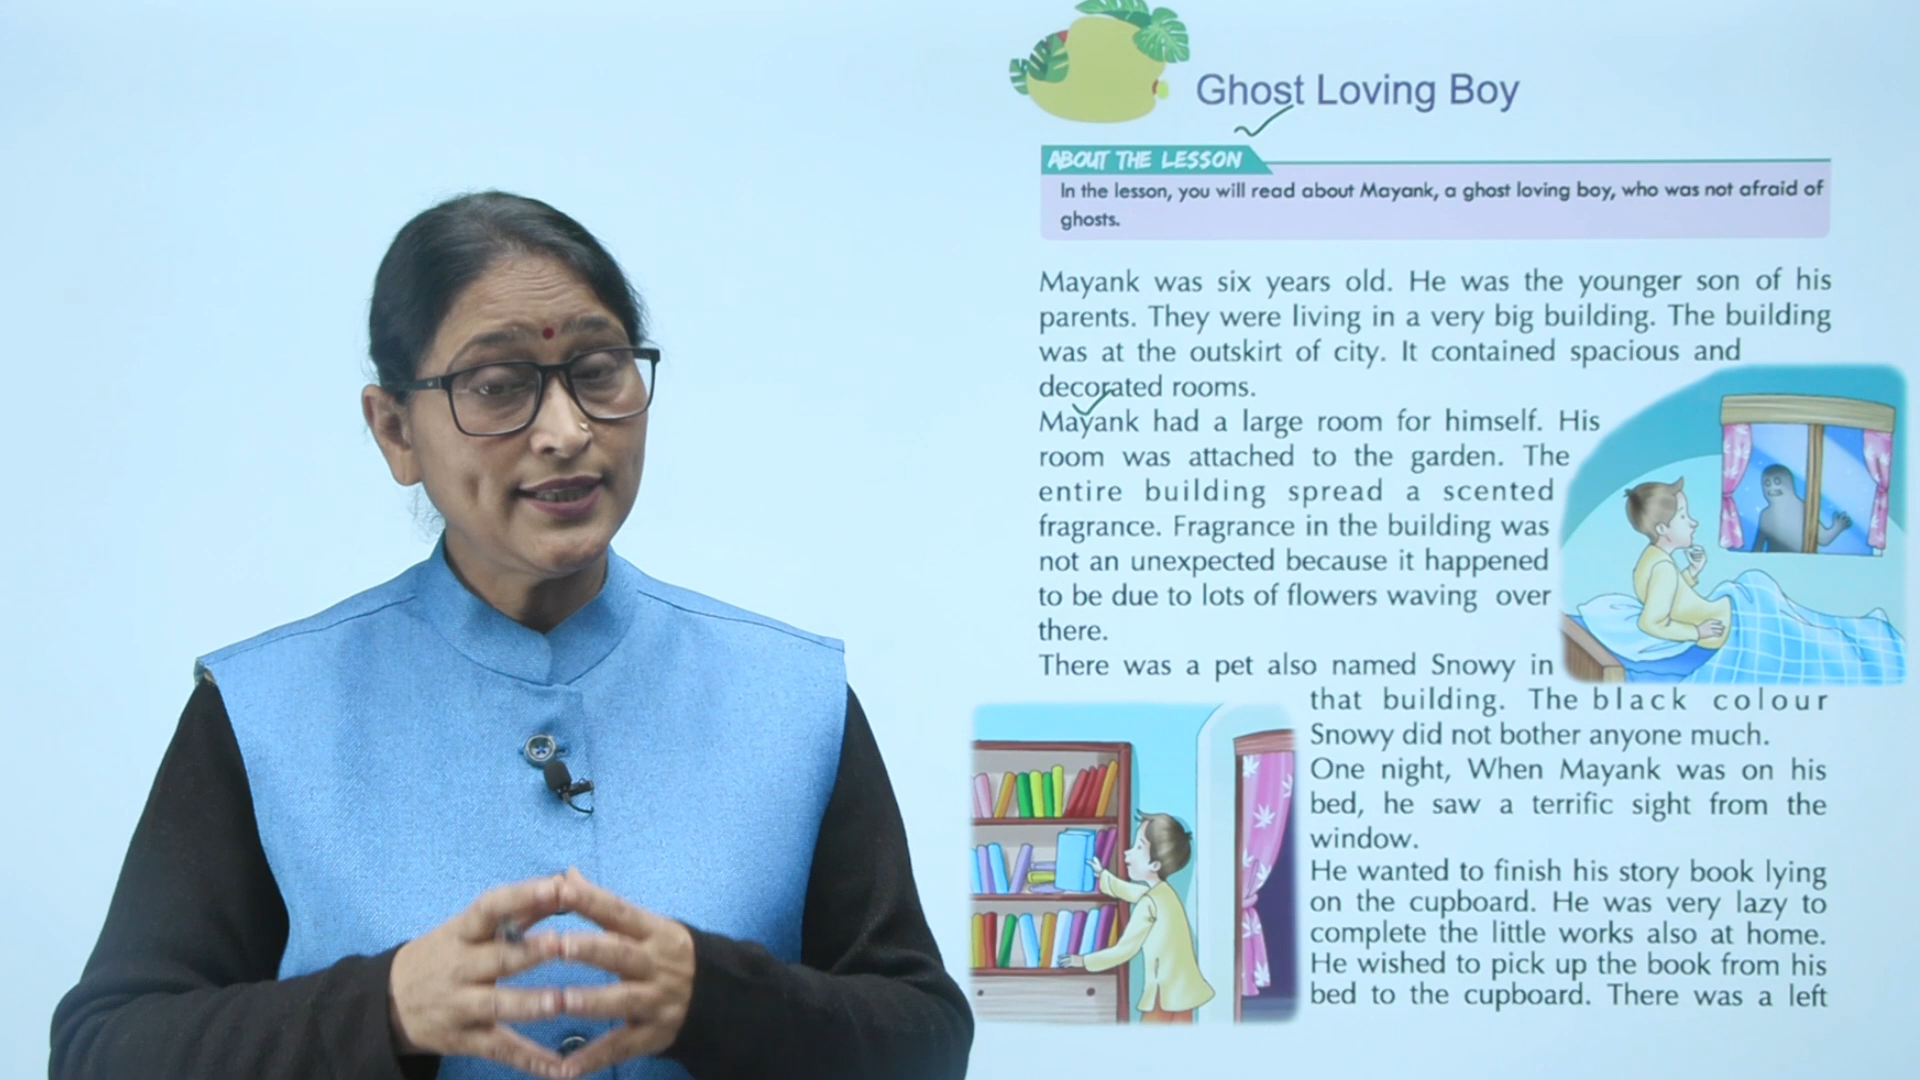 Ghost Loving Boy
ABOUT THE LESSON
In the lesson, you will read about Mayank, a ghost loving boy, who was not afraid of
ghosts.
Mayank was six years old. He was the younger son of his
parents. They were living in a very big building. The building
was at the outskirt of city. It contained spacious and
decorated rooms.
Mayank had a large room for himself. His
room was attached to the garden. The
entire building spread a scented
fragrance. Fragrance in the building was
not an unexpected because it happened
to be due to lots of flowers waving over
there.
There was a pet also named Snowy in
that building. The black colour
Snowy did not bother anyone much.
One night, When Mayank was on his
bed, he saw a terrific sight from the
window.
He wanted to finish his story book lying
on the cupboard. He was very lazy to
complete the little works also at home.
He wished to pick up the book from his
bed to the cupboard. There was a left